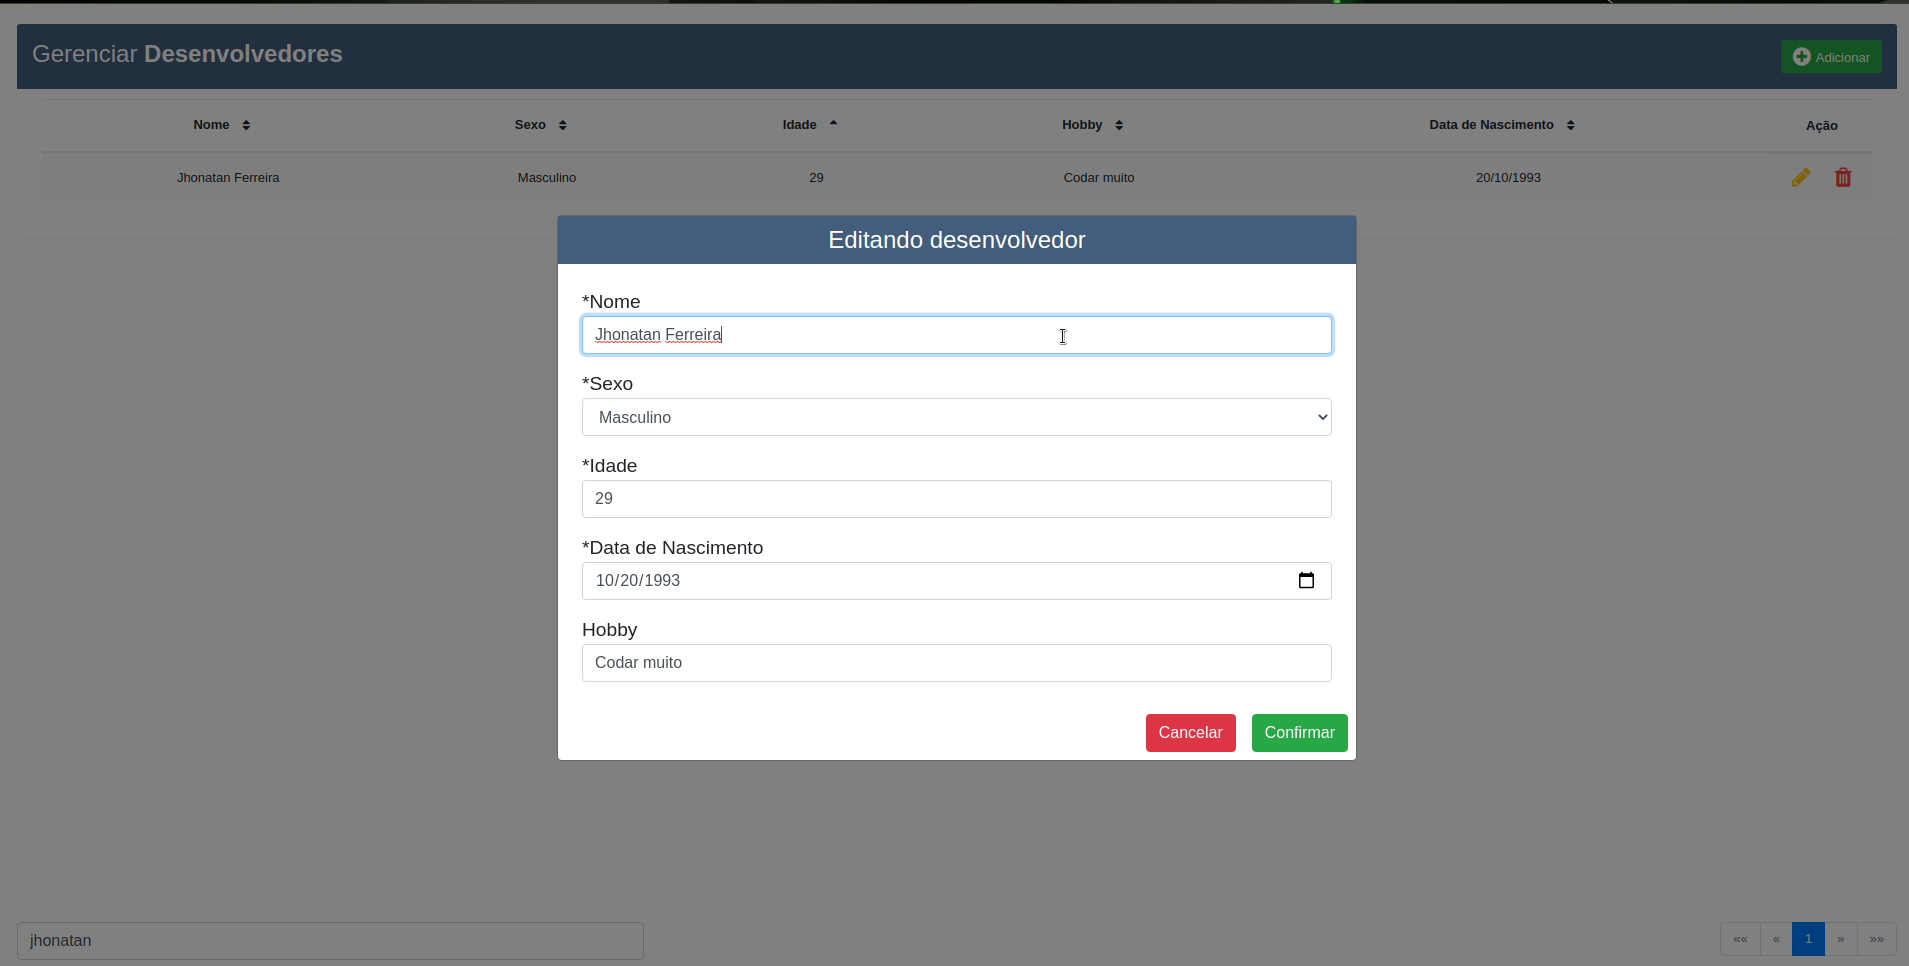 Gerenciar Desenvolvedores
Adicionar
Nome Sexo Idade Hobby Data de Nascimento Ação
Jhonatan Ferreira Masculino 29 Codar muito 20/10/1993
Editando desenvolvedor
*Nome
Jhonatan Ferreira
*Sexo
Masculino
*Idade
29
*Data de Nascimento
10/20/1993
Hobby
Codar muito
Cancelar Confirmar
jhonatan
«« « 1 » »»